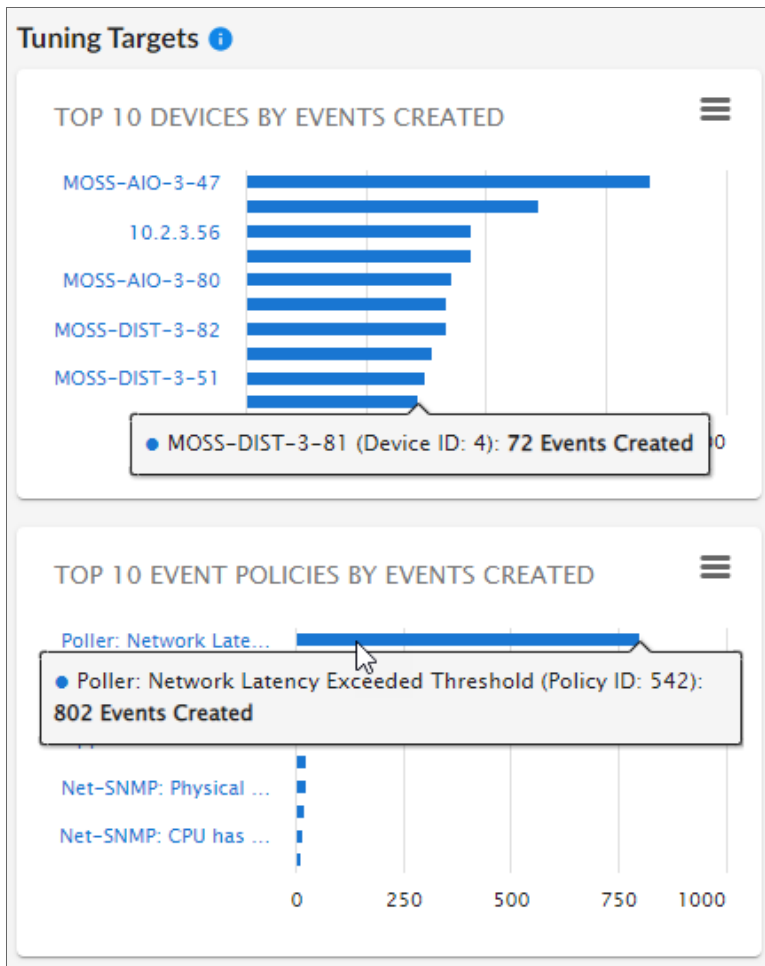 Tuning Targets
TOP 10 DEVICES BY EVENTS CREATED
MOSS-AIO-3-47
10.2.3.56
MOSS-AIO-3-80
MOSS-DIST-3-82
MOSS-DIST-3-51
MOSS-DIST-3-81 (Device ID: 4): 72 Events Created
TOP 10 EVENT POLICIES BY EVENTS CREATED
Poller: Network Late...
Poller: Network Latency Exceeded Threshold (Policy ID: 542):
802 Events Created
Net-SNMP: Physical ...
Net-SNMP: CPU has ...
0 250 500 750 1000